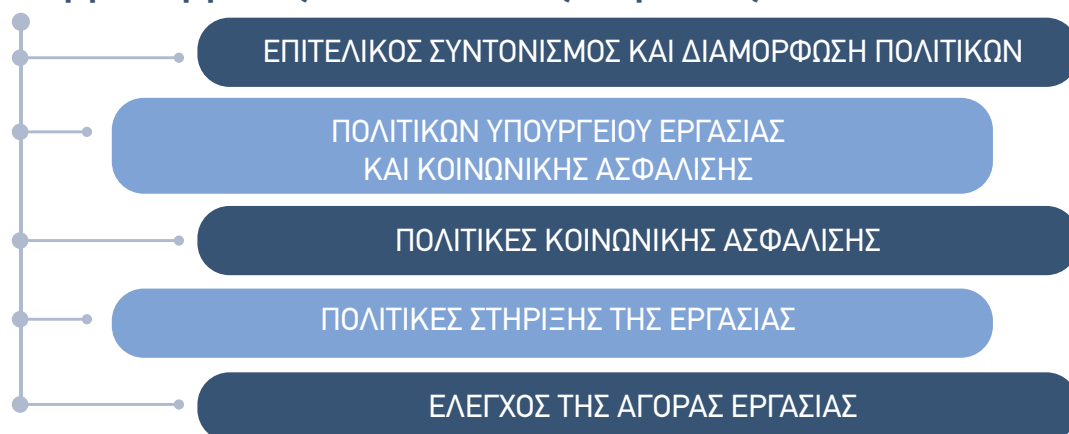 ΕΠΙΤΕΛΙΚΟΣ ΣΥΝΤΟΝΙΣΜΟΣ ΚΑΙ ΔΙΑΜΟΡΦΩΣΗ ΠΟΛΙΤΙΚΩΝ
ΠΟΛΙΤΙΚΩΝ ΥΠΟΥΡΓΕΙΟΥ ΕΡΓΑΣΙΑΣ
ΚΑΙ ΚΟΙΝΩΝΙΚΗΣ ΑΣΦΑΛΙΣΗΣ
ΠΟΛΙΤΙΚΕΣ ΚΟΙΝΩΝΙΚΗΣ ΑΣΦΑΛΙΣΗΣ
ΠΟΛΙΤΙΚΕΣ ΣΤΗΡΙΞΗΣ ΤΗΣ ΕΡΓΑΣΙΑΣ
ΕΛΕΓΧΟΣ ΤΗΣ ΑΓΟΡΑΣ ΕΡΓΑΣΙΑΣ